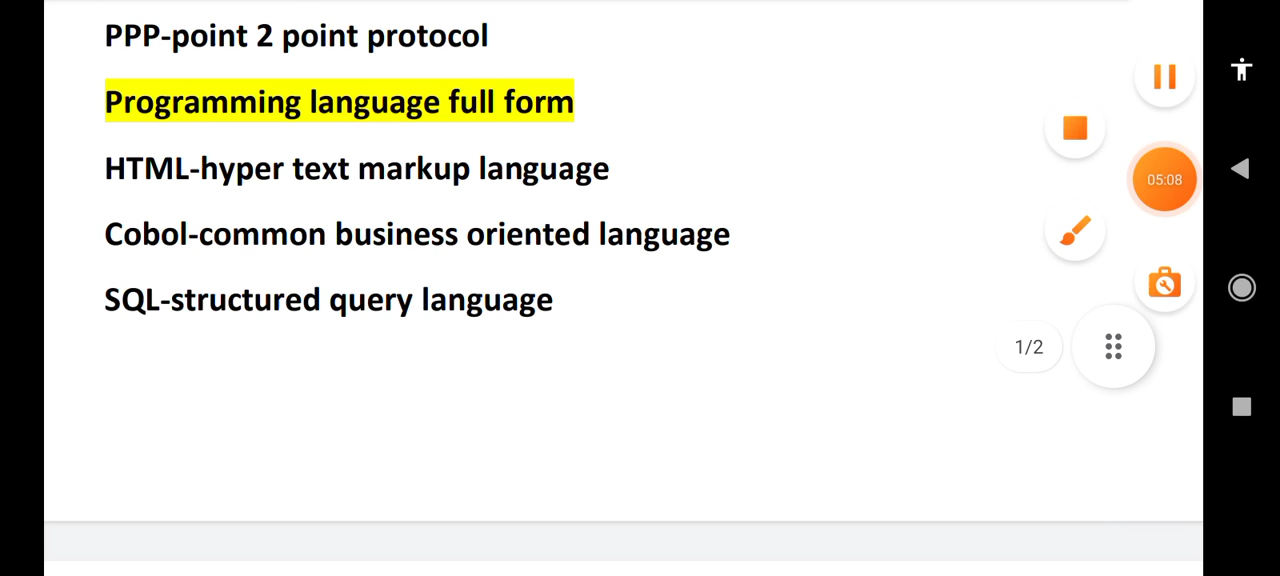 PPP-point 2 point protocol
Programming language full form
HTML-hyper text markup language
Cobol-common business oriented language
SQL-structured query language
05:08
1/2